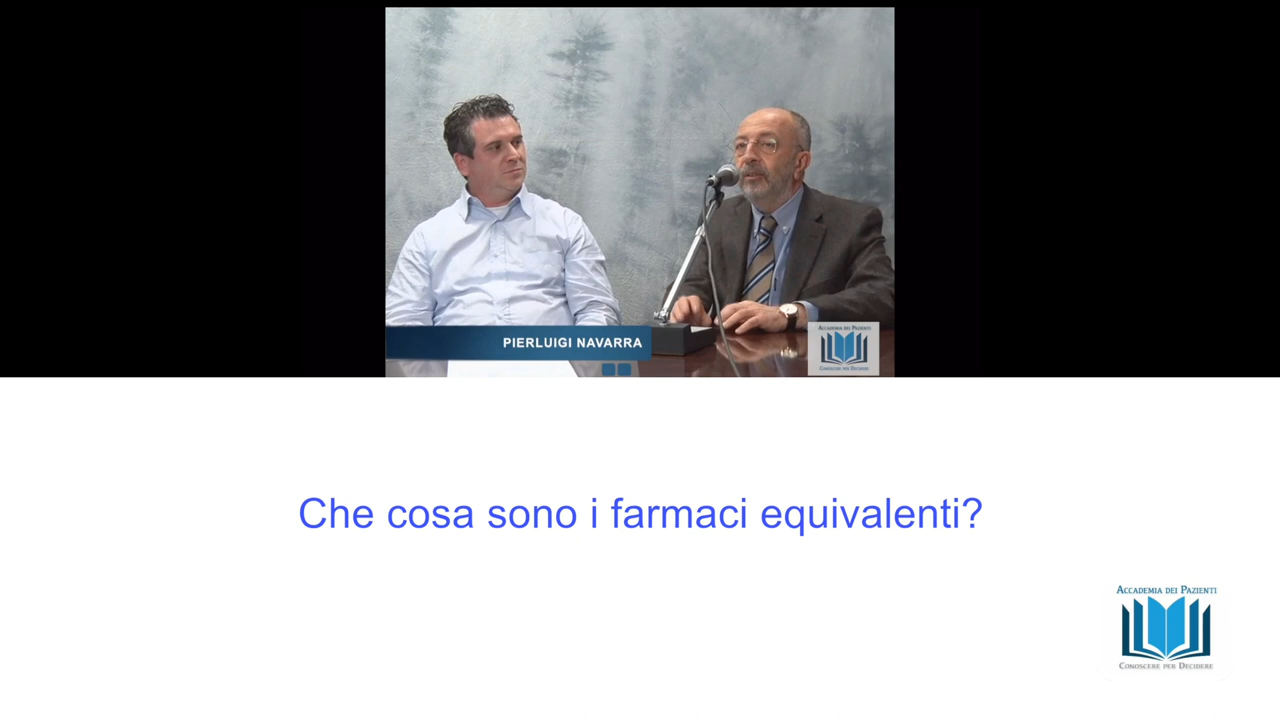 PIERLUIGI NAVARRA
ACCADEMIA DEI PAZIENTI
CONOSCERE PER DECIDERE
Che cosa sono i farmaci equivalenti?
ACCADEMIA DEI PAZIENTI
CONOSCERE PER DECIDERE